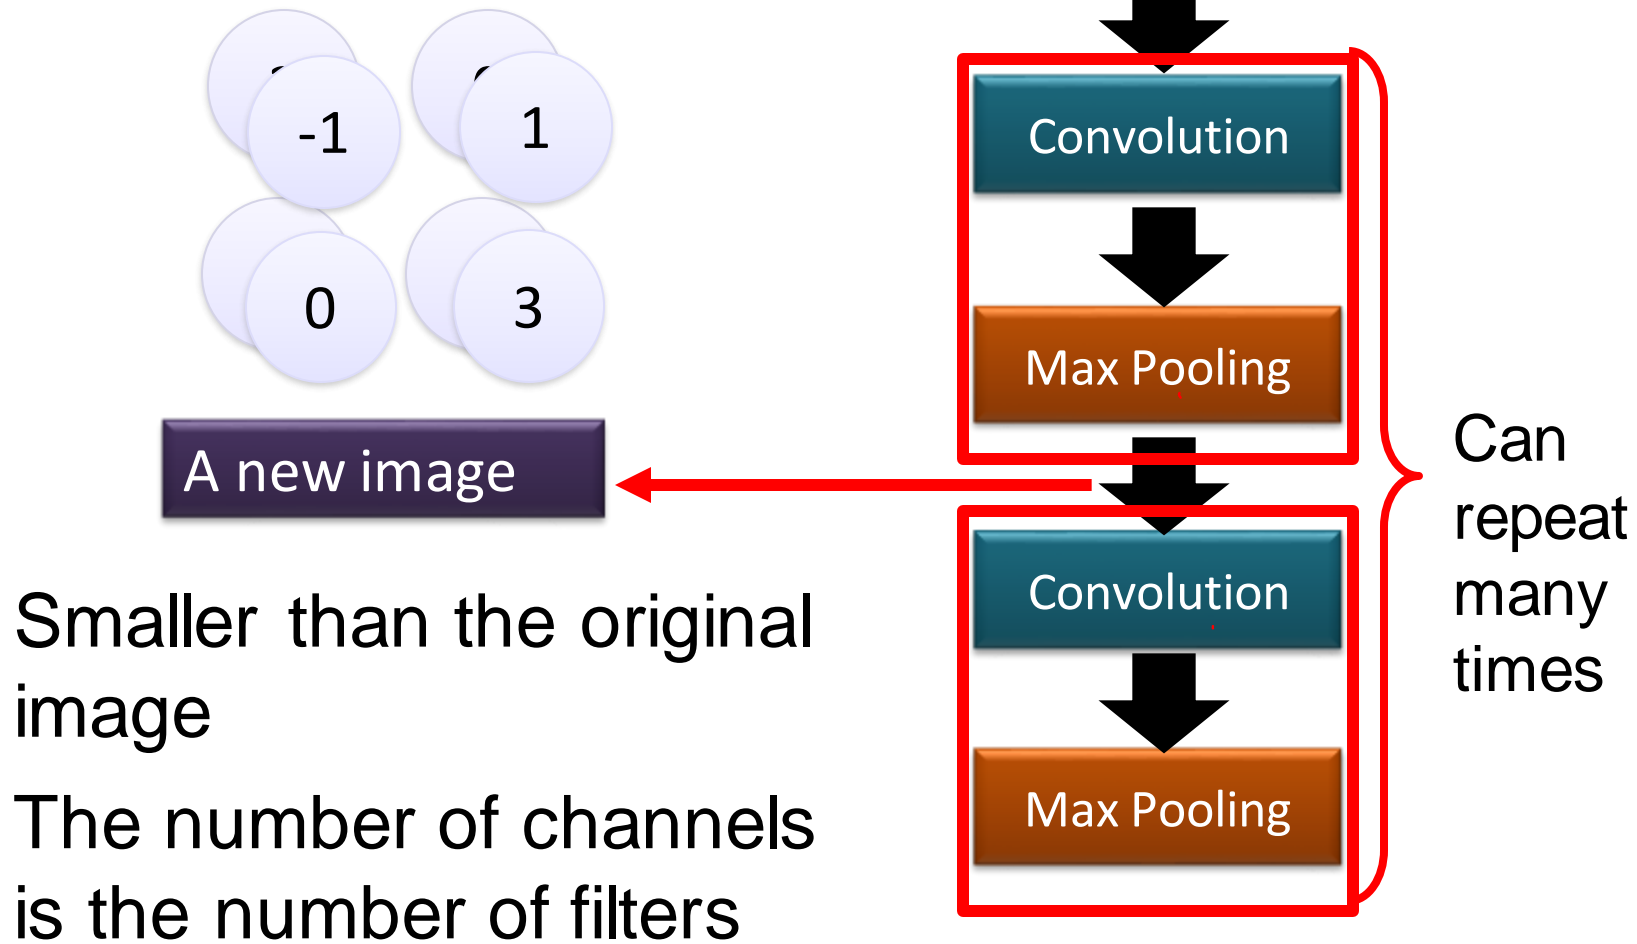 -1
1
0
3
A new image
Smaller than the original
image
The number of channels
is the number of filters
Convolution
Max Pooling
Convolution
Max Pooling
Can
repeat
many
times